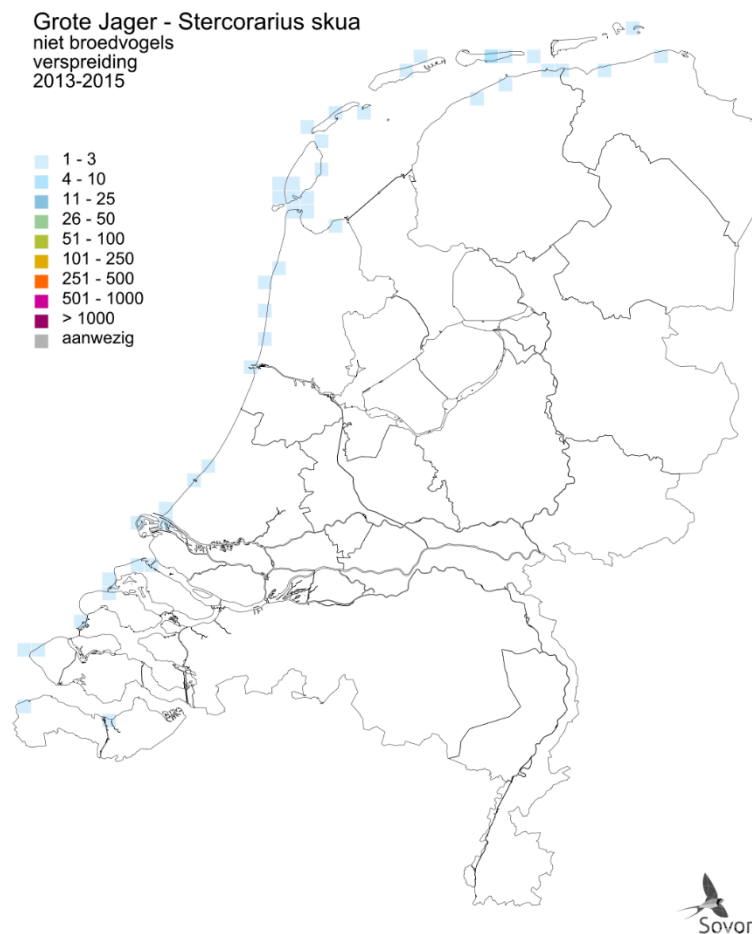 Grote Jager - Stercorarius skua
niet broedvogels
verspreiding
2013-2015
1 - 3
4 - 10
11 - 25
26 - 50
51 - 100
101 - 250
251 - 500
501 - 1000
> 1000
aanwezig
Sovon